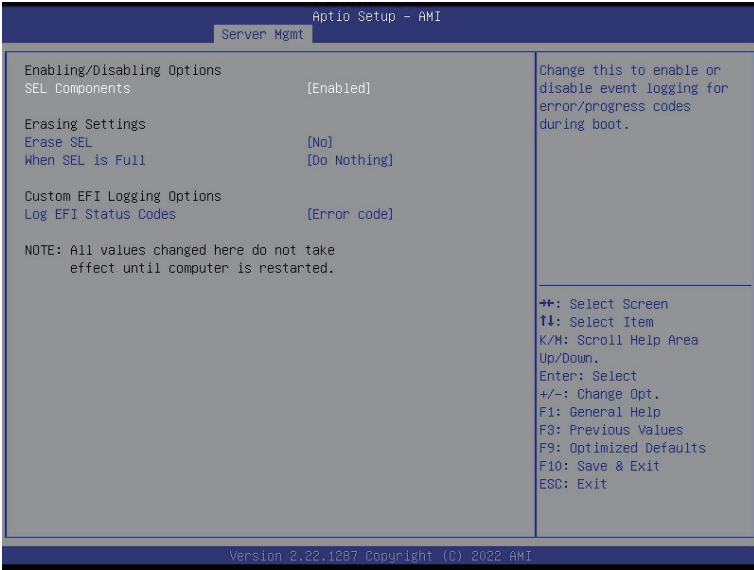 Aptio Setup – AMI
Server Mgmt
Enabling/Disabling Options
SEL Components [Enabled]
Erasing Settings
Erase SEL [No]
When SEL is Full [Do Nothing]
Custom EFI Logging Options
Log EFI Status Codes [Error code]
NOTE: All values changed here do not take
effect until computer is restarted.
Change this to enable or
disable event logging for
error/progress codes
during boot.
→←: Select Screen
↑↓: Select Item
K/M: Scroll Help Area
Up/Down.
Enter: Select
+/-: Change Opt.
F1: General Help
F3: Previous Values
F9: Optimized Defaults
F10: Save & Exit
ESC: Exit
Version 2.22.1287 Copyright (C) 2022 AMI